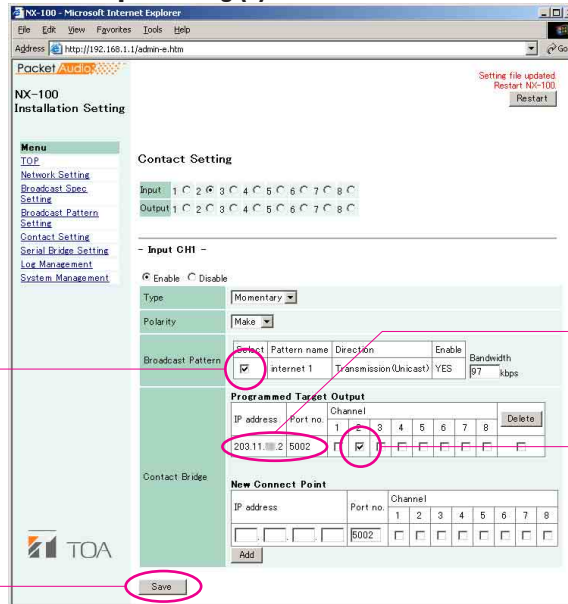 NX-100 - Microsoft Internet Explorer
File Edit View Favorites Tools Help
Address http://192.168.1.1/admin-e.htm Go
Packet Audio
Setting file updated.
Restart NX-100.
Restart
NX-100
Installation Setting
Menu
TOP
Network Setting
Broadcast Spec
Setting
Broadcast Pattern
Setting
Contact Setting
Serial Bridge Setting
Log Management
System Management
Contact Setting
Input 1 2 3 4 5 6 7 8
Output 1 2 3 4 5 6 7 8
- Input CH1 -
Enable Disable
Type Momentary
Polarity Make
Broadcast Pattern
Select Pattern name Direction Enable
internet 1 Transmission(Unicast) YES
Bandwidth
97 kbps
Contact Bridge
Programmed Target Output
IP address Port no. Channel
1 2 3 4 5 6 7 8 Delete
203.11. .2 5002
New Connect Point
IP address Port no. Channel
1 2 3 4 5 6 7 8
5002
Add
TOA
Save